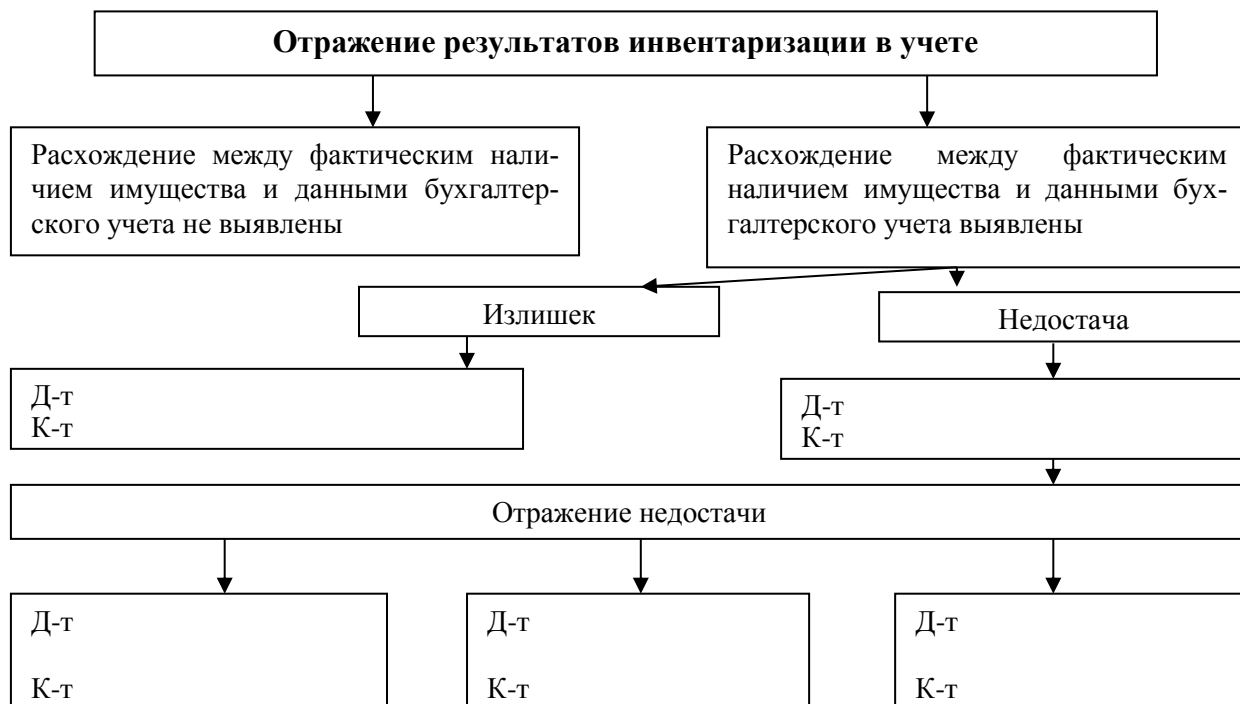 Отражение результатов инвентаризации в учете
Расхождение между фактическим нали-
чием имущества и данными бухгалтер-
ского учета не выявлены
Расхождение между фактическим
наличием имущества и данными бух-
галтерского учета выявлены
Излишек
Недостача
Д-т
К-т
Д-т
К-т
Отражение недостачи
Д-т
К-т
Д-т
К-т
Д-т
К-т